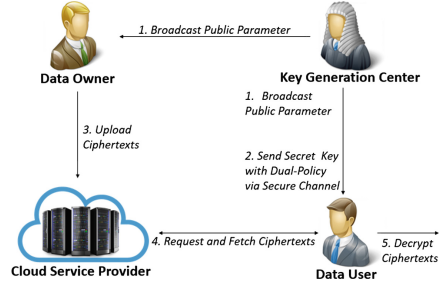 1. Broadcast Public Parameter
Data Owner
Key Generation Center
1. Broadcast
Public Parameter
3. Upload
Ciphertexts
2. Send Secret Key
with Dual-Policy
via Secure Channel
4. Request and Fetch Ciphertexts
5. Decrypt
Ciphertexts
Cloud Service Provider
Data User